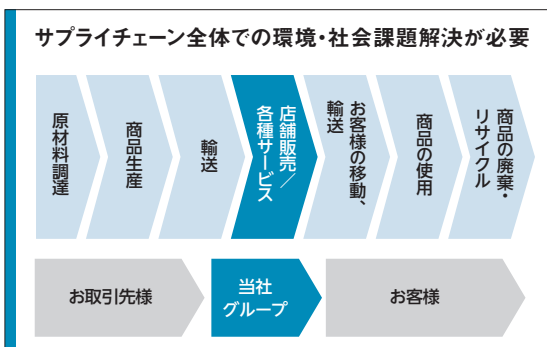 サプライチェーン全体での環境・社会課題解決が必要
原材料調達
商品生産
輸送
店舗販売／
各種サービス
お客様の移動、
輸送
商品の使用
商品の廃棄・
リサイクル
お取引先様
当社
グループ
お客様